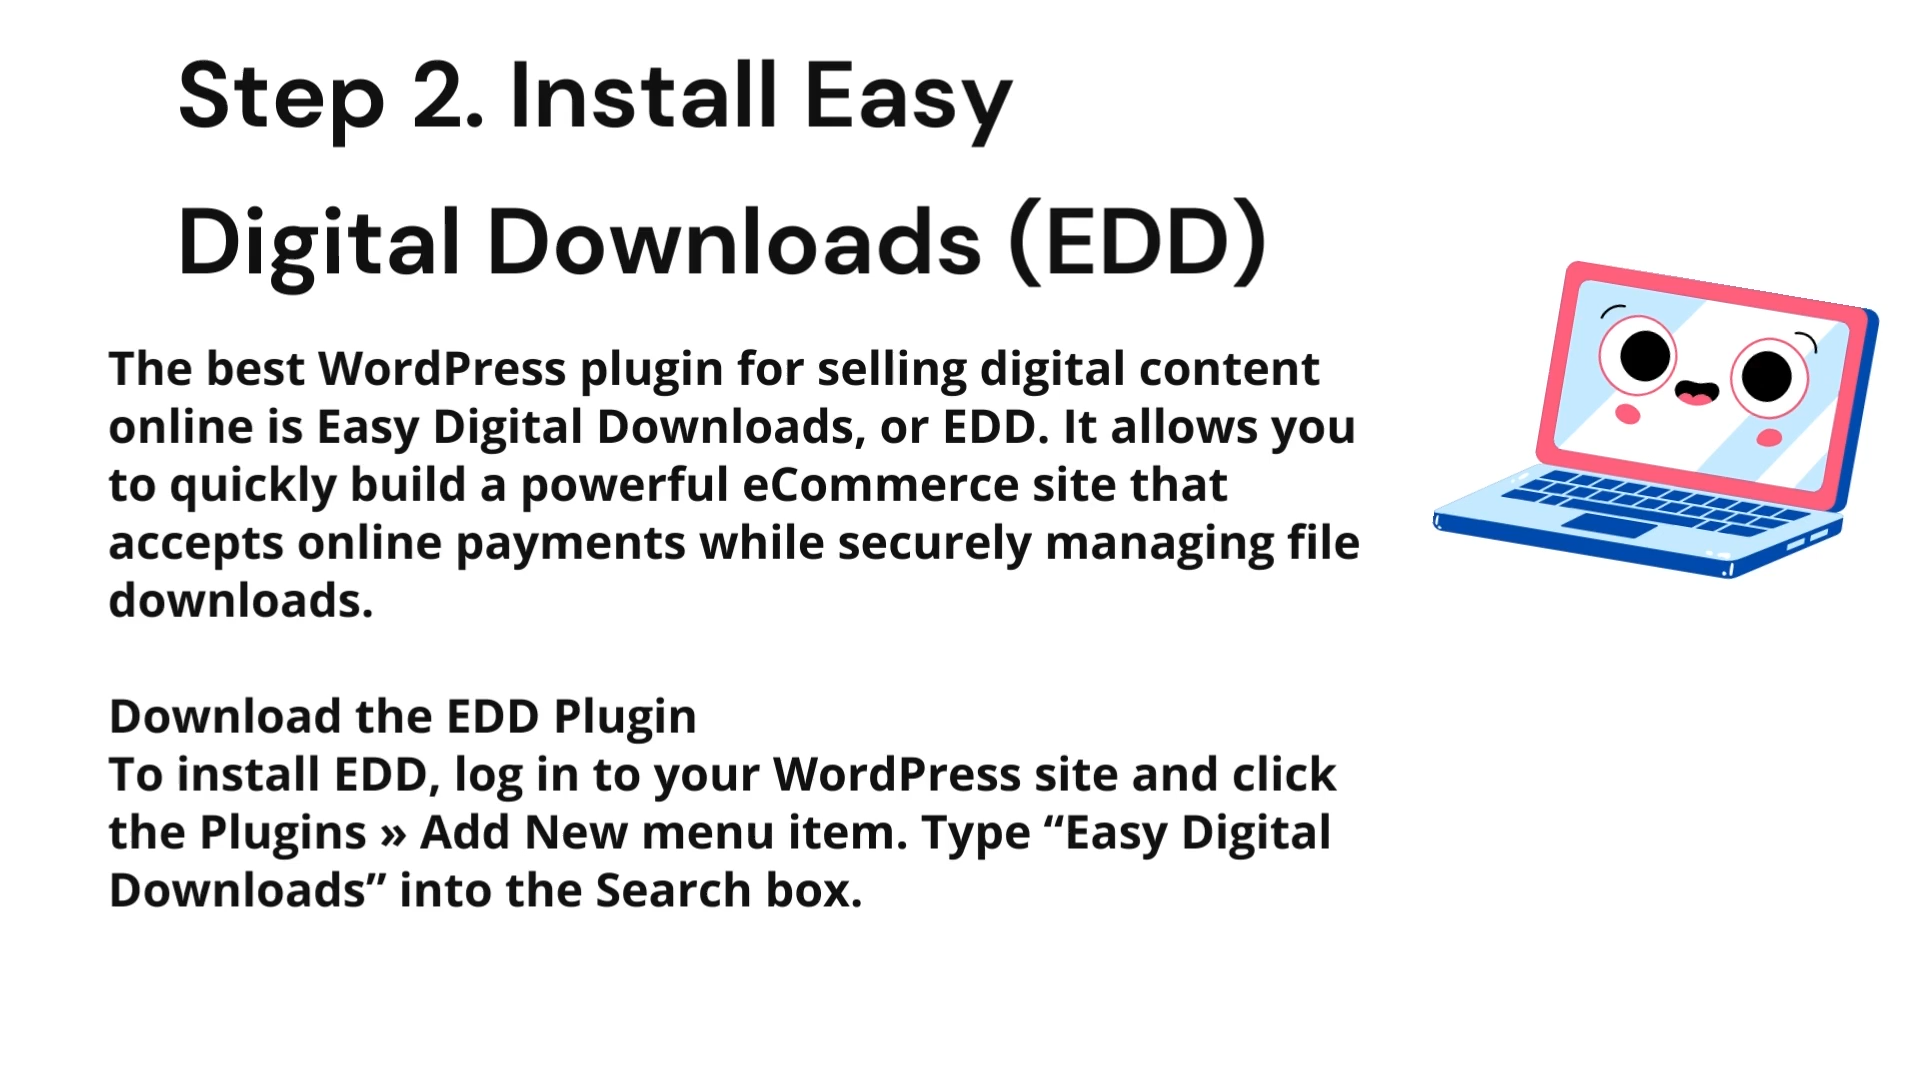 Step 2. Install Easy
Digital Downloads (EDD)
The best WordPress plugin for selling digital content
online is Easy Digital Downloads, or EDD. It allows you
to quickly build a powerful eCommerce site that
accepts online payments while securely managing file
downloads.
Download the EDD Plugin
To install EDD, log in to your WordPress site and click
the Plugins » Add New menu item. Type “Easy Digital
Downloads” into the Search box.